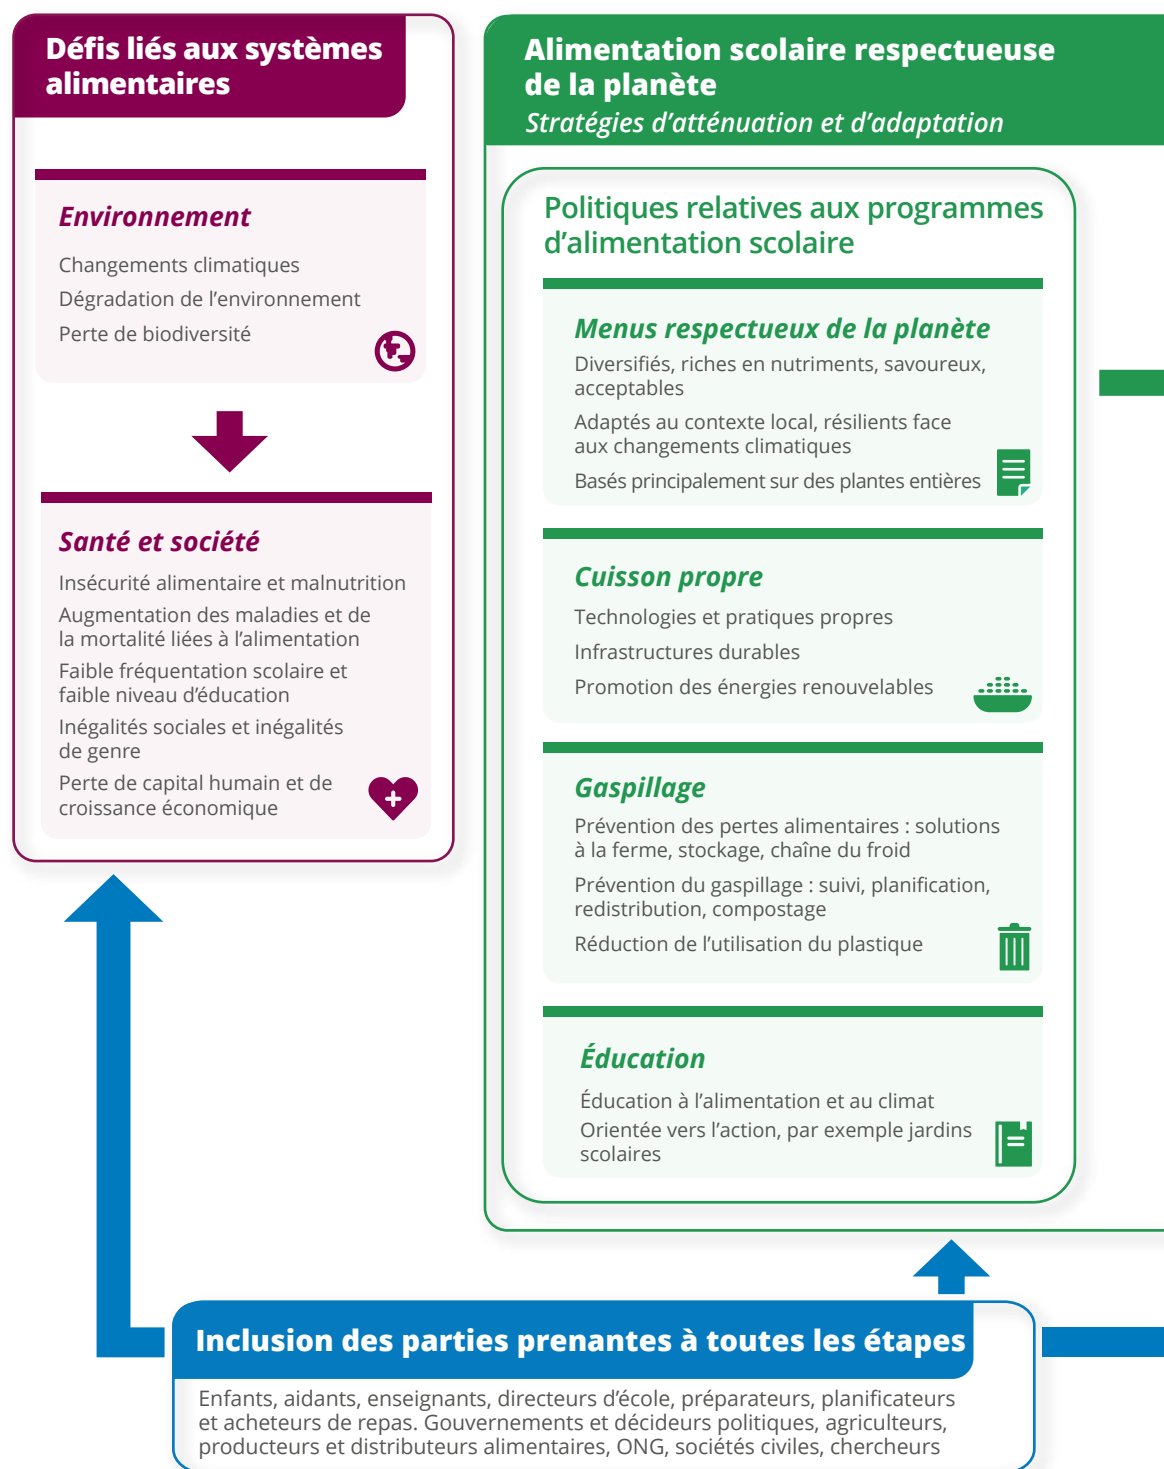 Défis liés aux systèmes
alimentaires
Environnement
Changements climatiques
Dégradation de l'environnement
Perte de biodiversité
Santé et société
Insécurité alimentaire et malnutrition
Augmentation des maladies et de
la mortalité liées à l'alimentation
Faible fréquentation scolaire et
faible niveau d'éducation
Inégalités sociales et inégalités
de genre
Perte de capital humain et de
croissance économique
Alimentation scolaire respectueuse
de la planète
Stratégies d'atténuation et d'adaptation
Politiques relatives aux programmes
d'alimentation scolaire
Menus respectueux de la planète
Diversifiés, riches en nutriments, savoureux,
acceptables
Adaptés au contexte local, résilients face
aux changements climatiques
Basés principalement sur des plantes entières
Cuisson propre
Technologies et pratiques propres
Infrastructures durables
Promotion des énergies renouvelables
Gaspillage
Prévention des pertes alimentaires : solutions
à la ferme, stockage, chaîne du froid
Prévention du gaspillage : suivi, planification,
redistribution, compostage
Réduction de l'utilisation du plastique
Éducation
Éducation à l'alimentation et au climat
Orientée vers l'action, par exemple jardins
scolaires
Inclusion des parties prenantes à toutes les étapes
Enfants, aidants, enseignants, directeurs d'école, préparateurs, planificateurs
et acheteurs de repas. Gouvernements et décideurs politiques, agriculteurs,
producteurs et distributeurs alimentaires, ONG, sociétés civiles, chercheurs